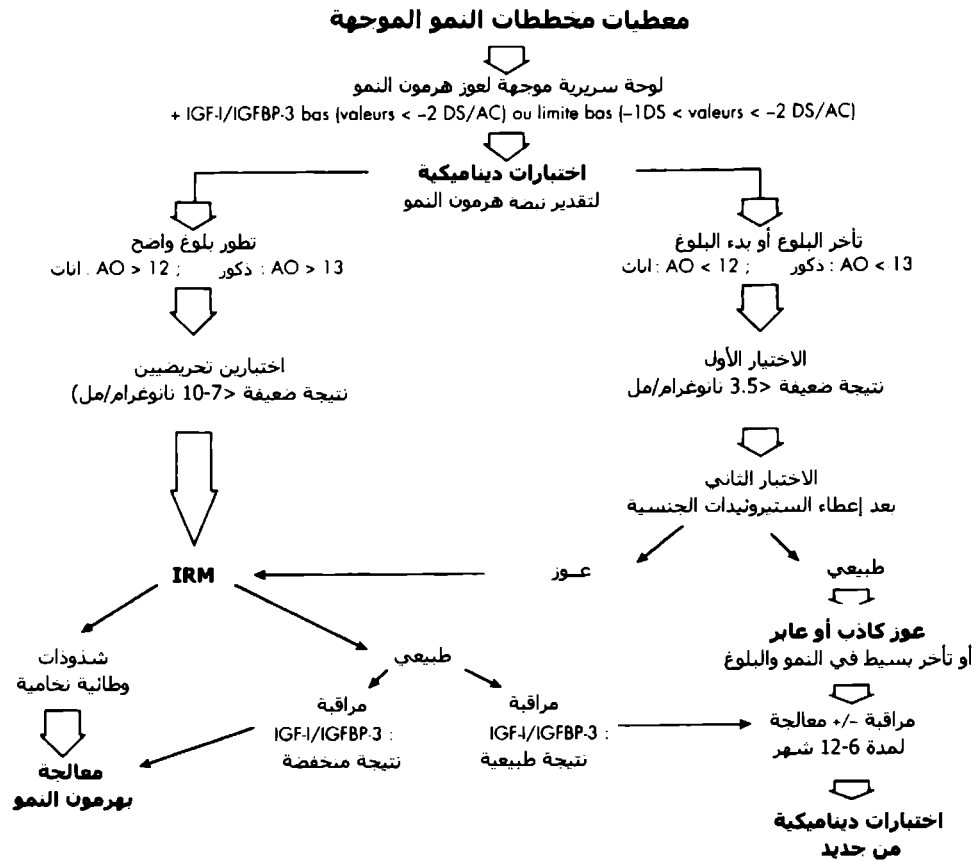 معطيات مخططات النمو الموجهة
لوحة سريرية موجهة لعوز هرمون النمو
+ IGF-I/IGFBP-3 bas (valeurs < -2 DS/AC) ou limite bas (-1DS < valeurs < -2 DS/AC)
اختبارات ديناميكية
لتقدير نبضة هرمون النمو
تأخر البلوغ أو بدء البلوغ
AO < 13 : ذكور ; AO < 12 : اناث
الاختبار الأول
نتيجة ضعيفة <3.5 نانوغرام/مل
الاختبار الثاني
بعد إعطاء الستيروئيدات الجنسية
طبيعي
عوز
عوز كاذب أو عابر
أو تأخر بسيط في النمو والبلوغ
مراقبة -/+ معالجة
لمدة 6-12 شهر
اختبارات ديناميكية
من جديد
تطور بلوغ واضح
AO > 13 : ذكور ; AO > 12 : اناث
اختبارين تحريضيين
نتيجة ضعيفة <7-10 نانوغرام/مل)
IRM
طبيعي
شذوذات
وطائية نخامية
مراقبة
IGF-I/IGFBP-3 :
نتيجة طبيعية
مراقبة
IGF-I/IGFBP-3 :
نتيجة منخفضة
معالجة
بهرمون النمو